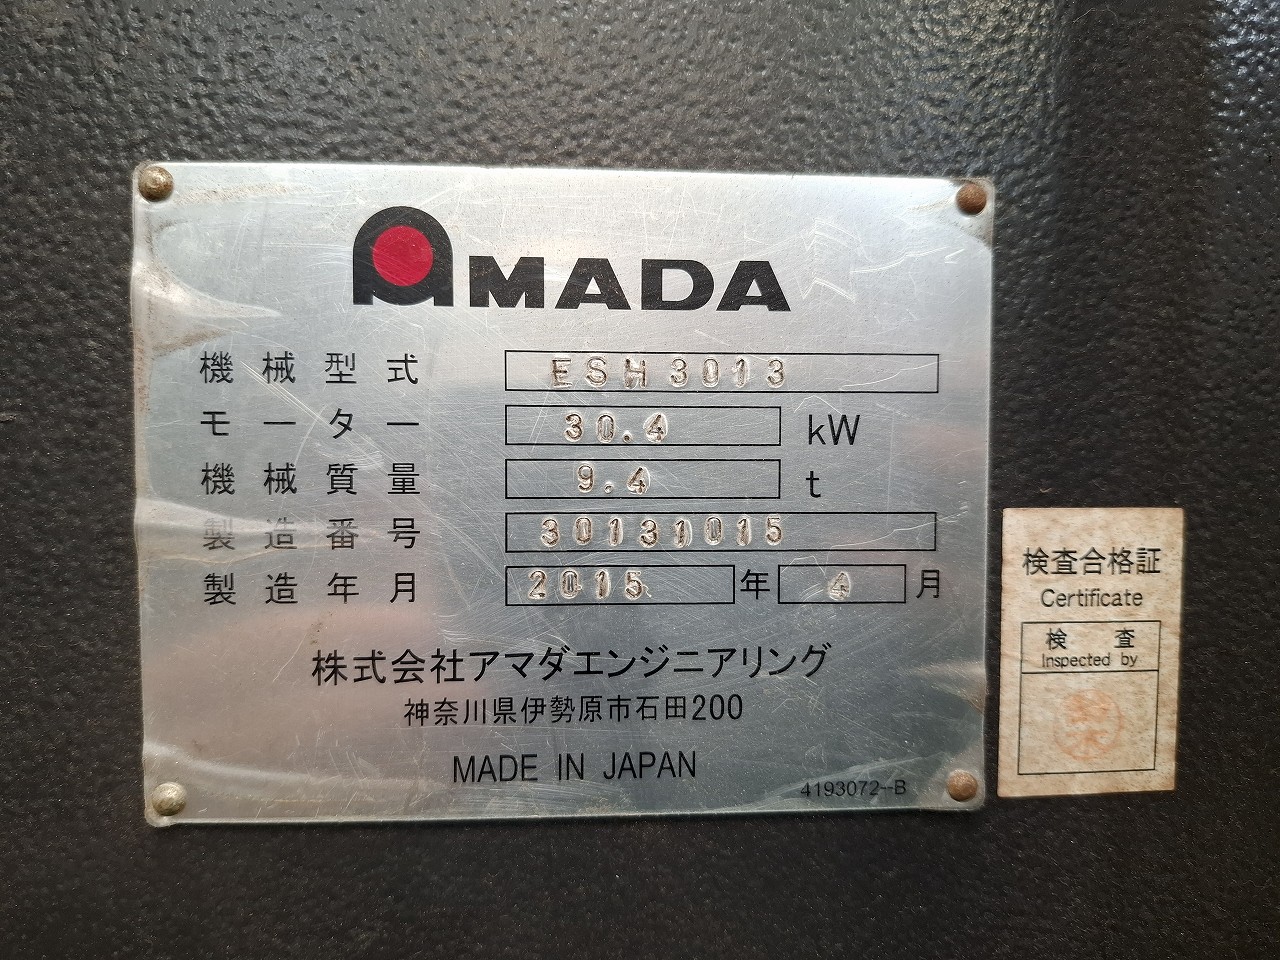 AMADA
機械型式 ESH3013
モーター 30.4 kW
機械質量 9.4 t
製造番号 30131015
製造年月 2015 年 4 月
株式会社アマダエンジニアリング
神奈川県伊勢原市石田200
MADE IN JAPAN
4193072-B
検査合格証
Certificate
検査
Inspected by